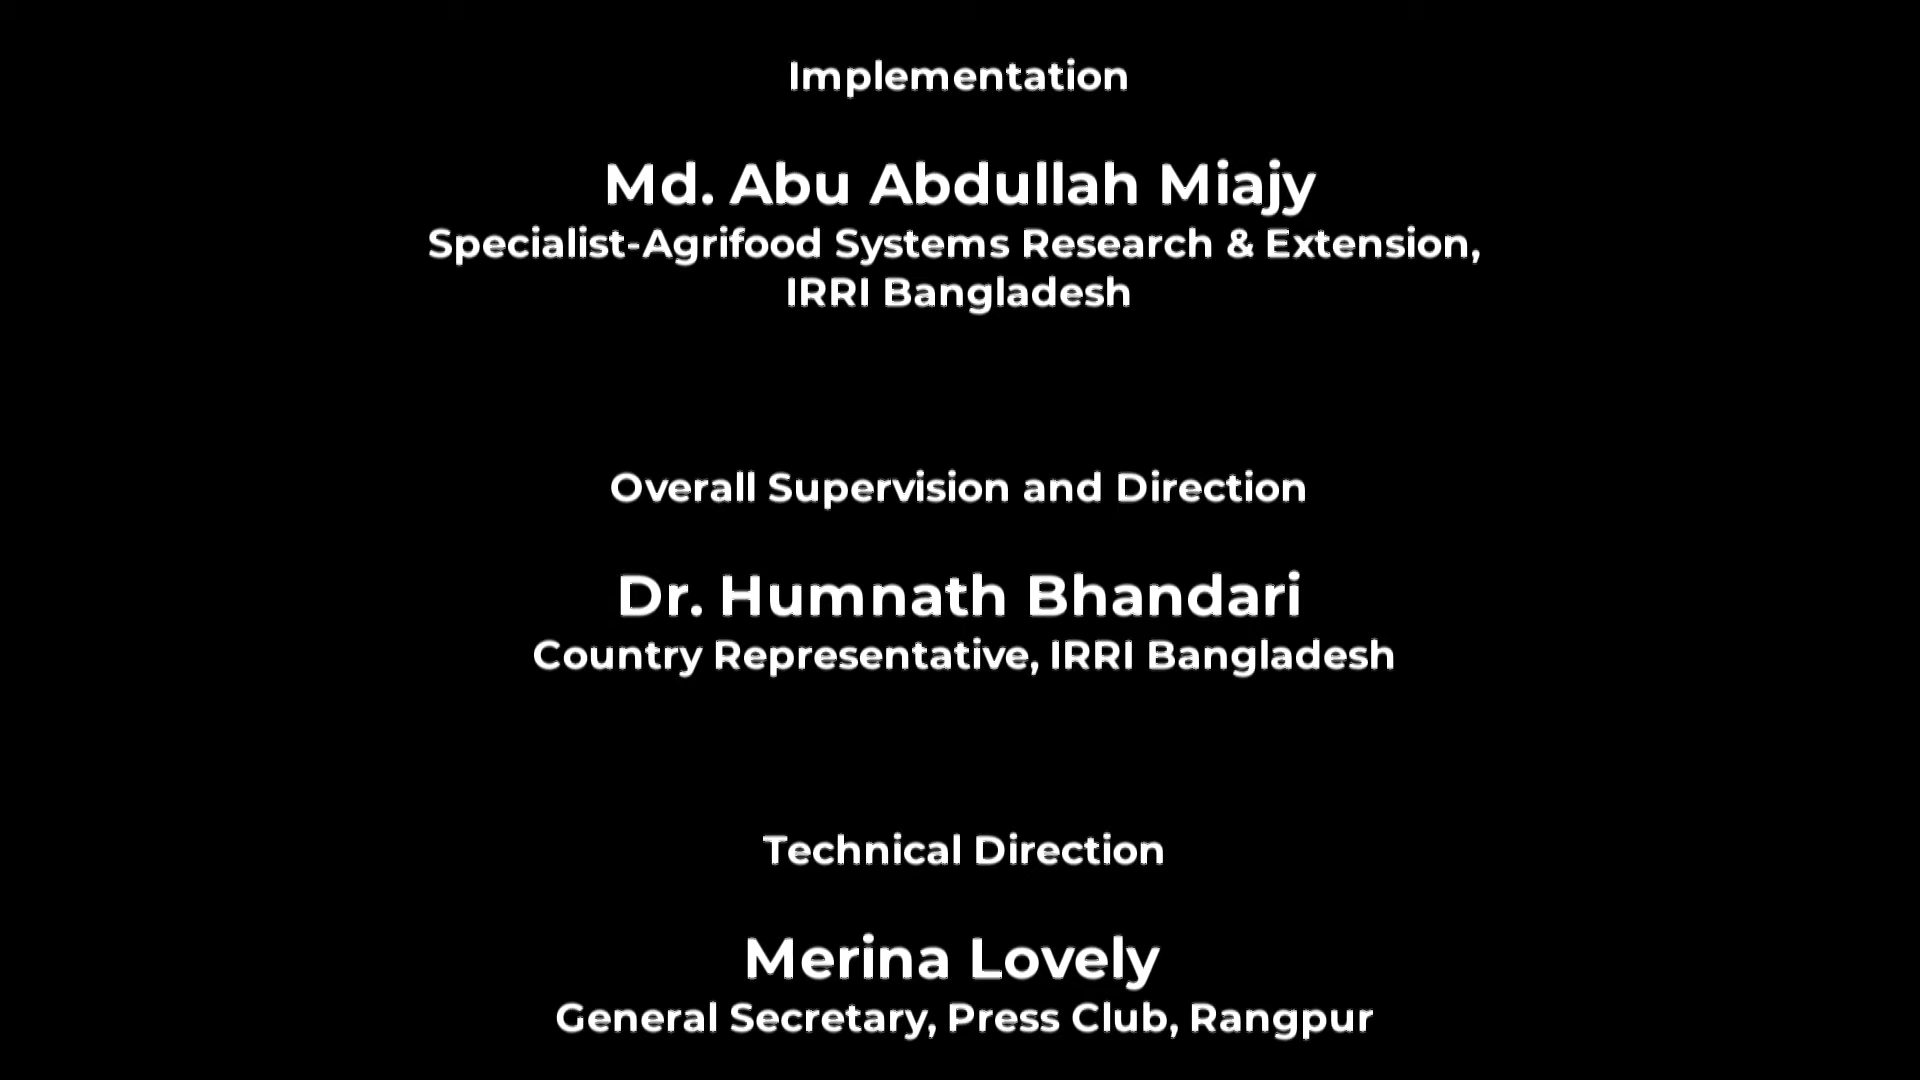 Implementation
Md. Abu Abdullah Miajy
Specialist-Agrifood Systems Research & Extension,
IRRI Bangladesh
Overall Supervision and Direction
Dr. Humnath Bhandari
Country Representative, IRRI Bangladesh
Technical Direction
Merina Lovely
General Secretary, Press Club, Rangpur